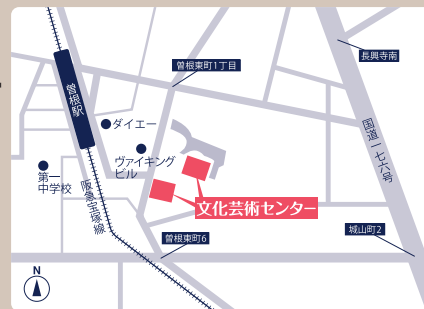 長興寺南
曽根東町1丁目
曽根駅
ダイエー
国道一七六号
ヴァイキング
ビル
第一
中学校
阪急宝塚線
文化芸術センター
城山町2
曽根東町6
N